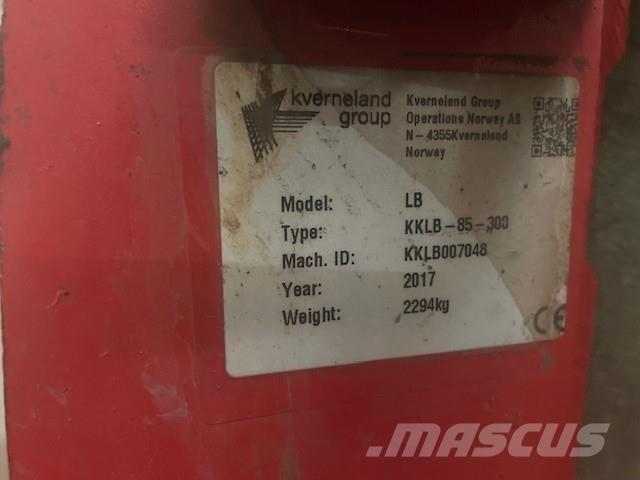 kverneland
group
Kverneland Group
Operations Norway AS
N-4355Kverneland
Norway
Model: LB
Type: KKLB-85-300
Mach. ID: KKLB007048
Year: 2017
Weight: 2294kg
CE
MASCUS